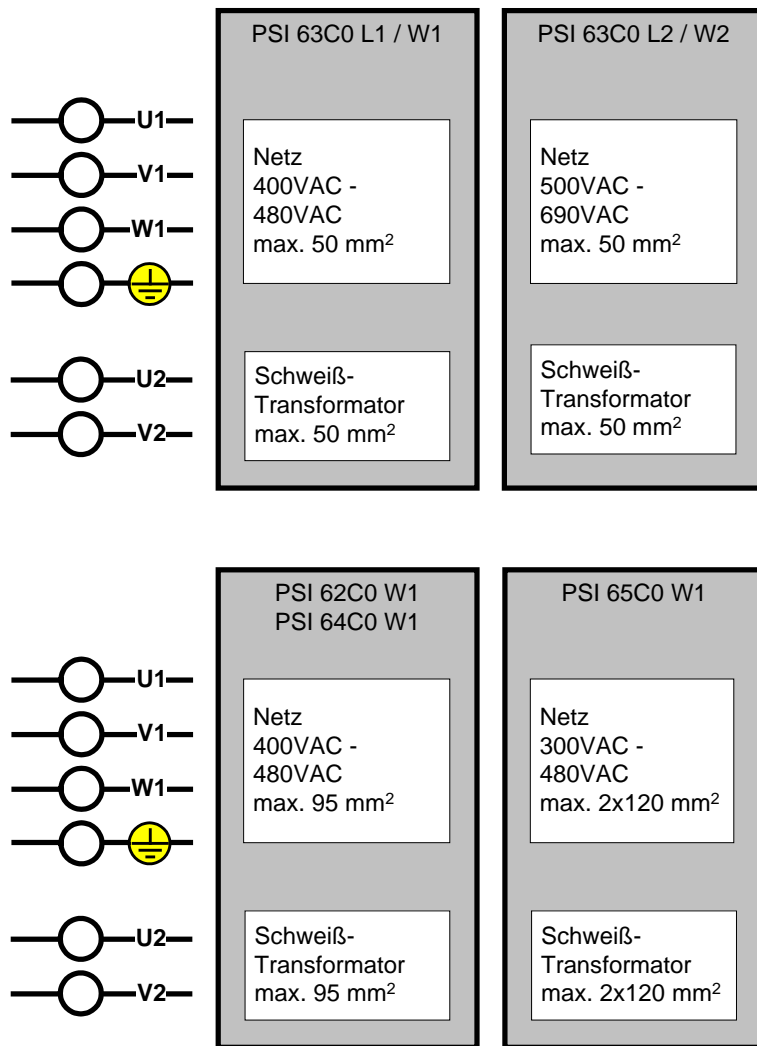 PSI 63C0 L1 / W1
PSI 63C0 L2 / W2
U1
V1
W1
U2
V2
Netz
400VAC -
480VAC
max. 50 mm²
Netz
500VAC -
690VAC
max. 50 mm²
Schweiß-
Transformator
max. 50 mm²
Schweiß-
Transformator
max. 50 mm²
PSI 62C0 W1
PSI 64C0 W1
PSI 65C0 W1
U1
V1
W1
U2
V2
Netz
400VAC -
480VAC
max. 95 mm²
Netz
300VAC -
480VAC
max. 2x120 mm²
Schweiß-
Transformator
max. 95 mm²
Schweiß-
Transformator
max. 2x120 mm²